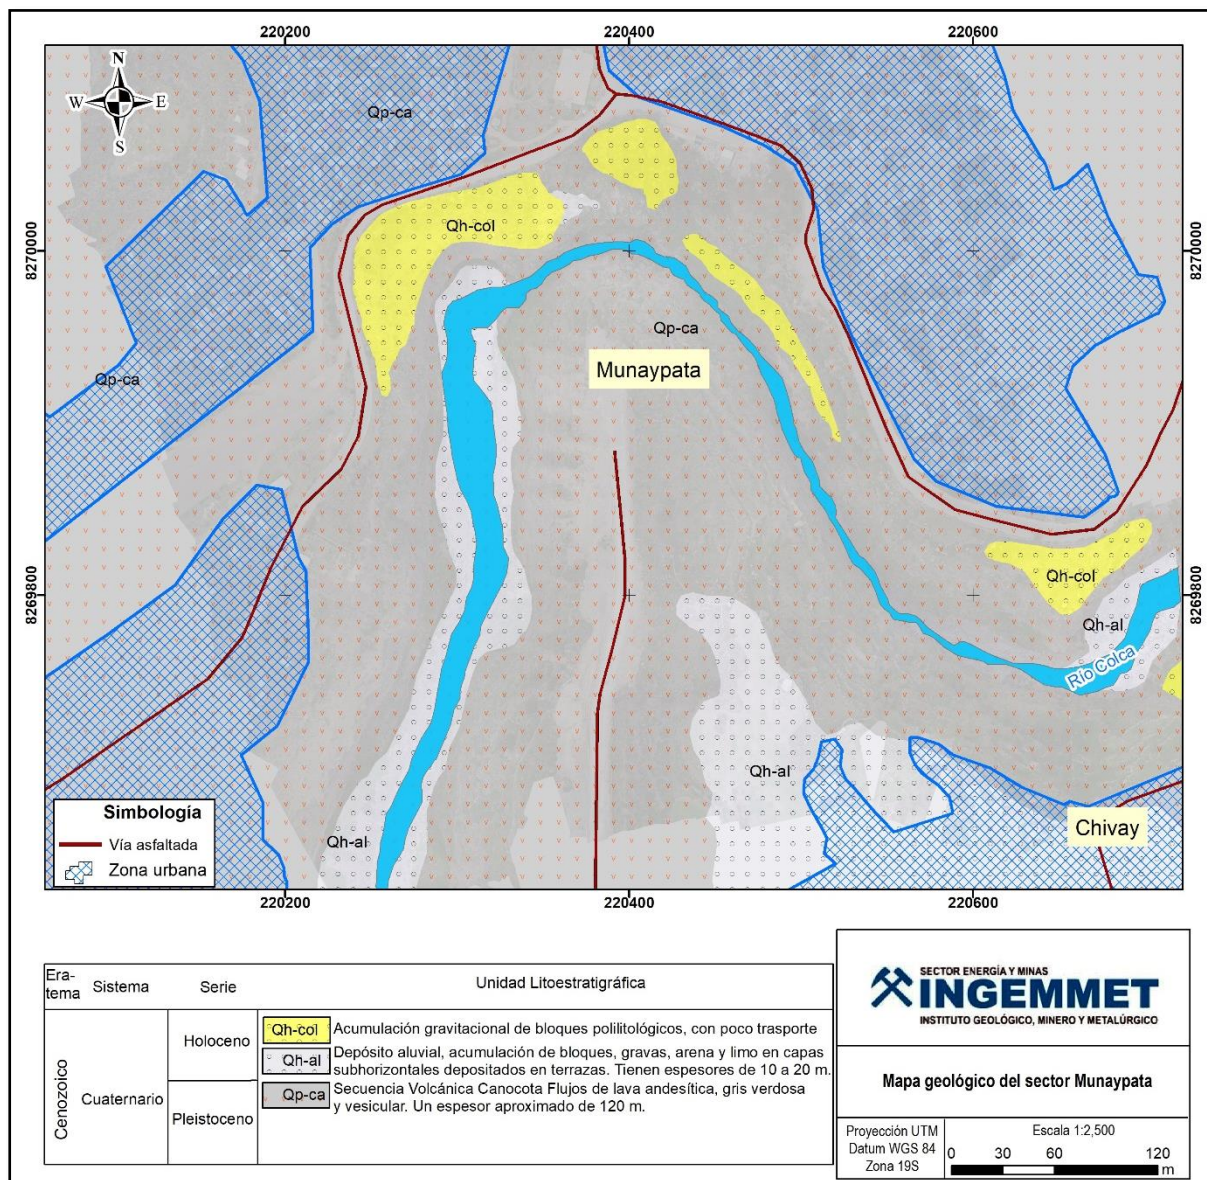 220200
220400
220600
N
W
E
S
Qp-ca
Qh-col
8270000
8270000
Qp-ca
Munaypata
Qp-ca
8269800
Qh-col
8269800
Qh-al
Río Colca
Qh-al
Simbología
Vía asfaltada
Zona urbana
Qh-al
Chivay
220200
220400
220600
Era-
tema
Sistema
Serie
Unidad Litoestratigráfica
Cenozoico
Cuaternario
Holoceno
Qh-col
Acumulación gravitacional de bloques polilitológicos, con poco trasporte
Qh-al
Depósito aluvial, acumulación de bloques, gravas, arena y limo en capas
subhorizontales depositados en terrazas. Tienen espesores de 10 a 20 m.
Pleistoceno
Qp-ca
Secuencia Volcánica Canocota Flujos de lava andesítica, gris verdosa
y vesicular. Un espesor aproximado de 120 m.
SECTOR ENERGÍA Y MINAS
INGEMMET
INSTITUTO GEOLÓGICO, MINERO Y METALÚRGICO
Mapa geológico del sector Munaypata
Proyección UTM
Datum WGS 84
Zona 19S
Escala 1:2,500
0 30 60 120
m